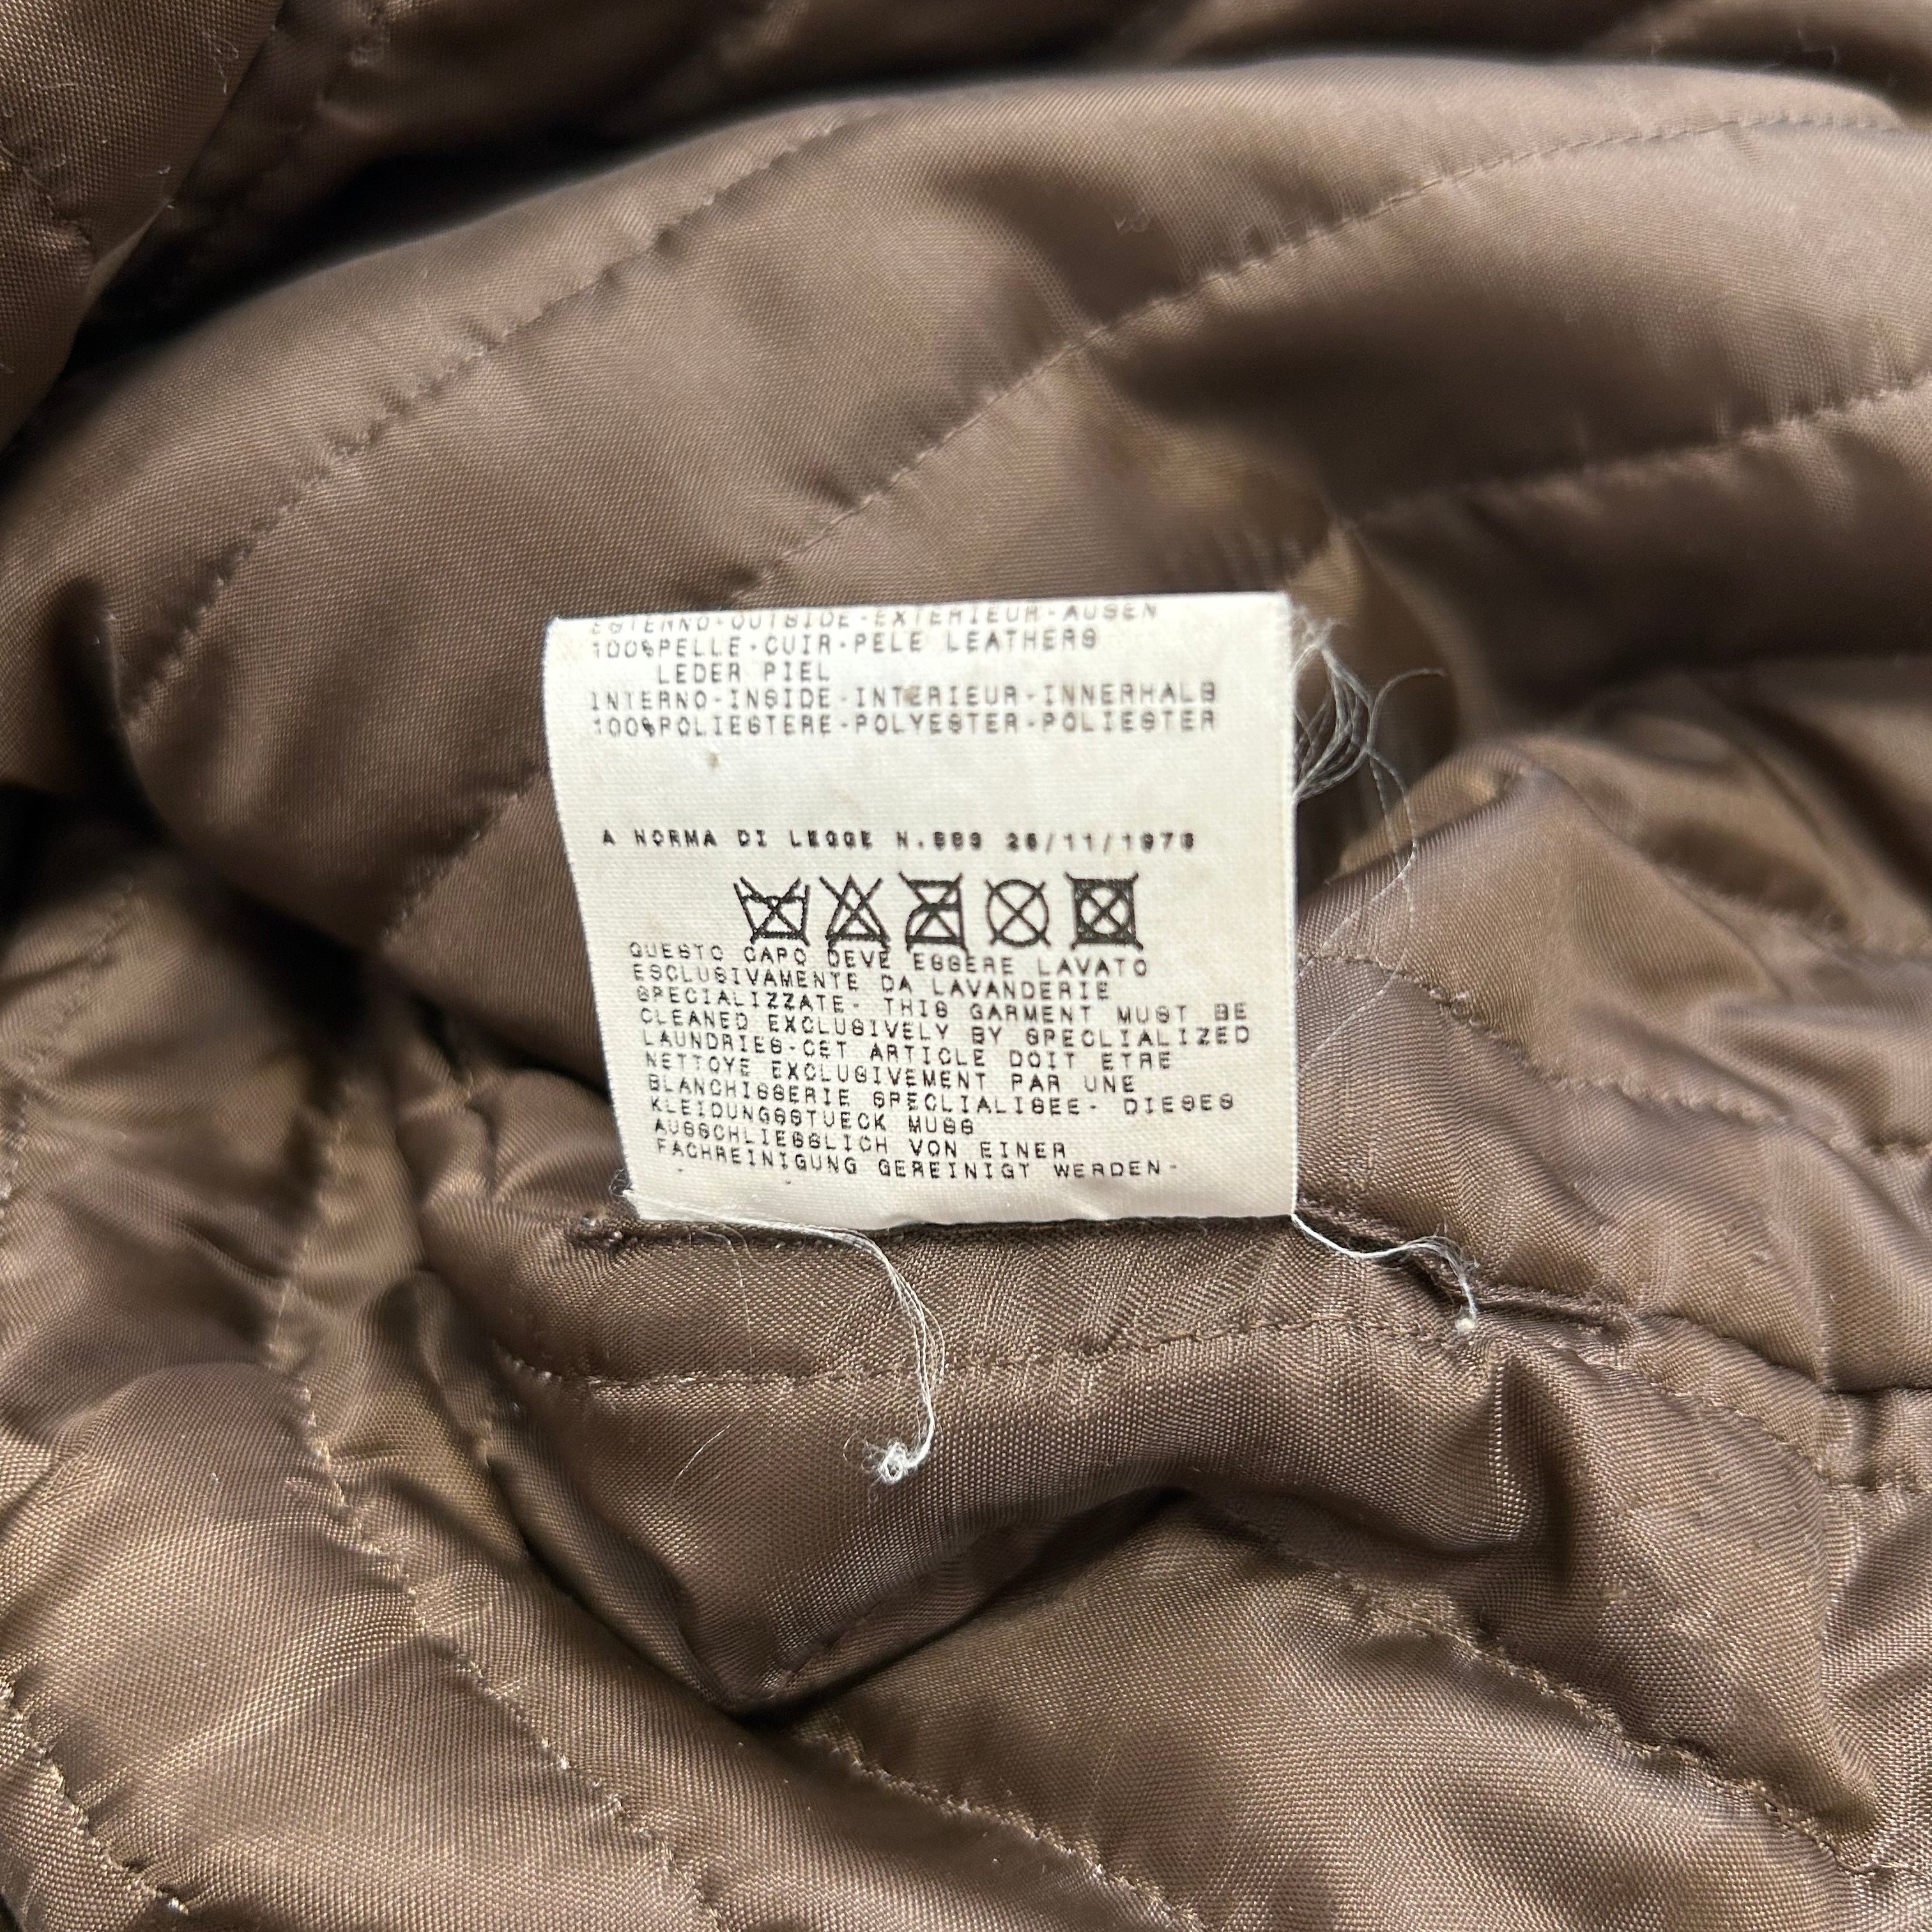 ESTERNO-OUTSIDE-EXTERIEUR-AUSEN
100%PELLE-CUIR-PELE LEATHERS
LEDER PIEL
INTERNO-INSIDE-INTERIEUR-INNERHALB
100%POLIESTERE-POLYESTER-POLIESTER
A NORMA DI LEGGE N.883 26/11/1973
QUESTO CAPO DEVE ESSERE LAVATO
ESCLUSIVAMENTE DA LAVANDERIE
SPECIALIZZATE- THIS GARMENT MUST BE
CLEANED EXCLUSIVELY BY SPECLIALIZED
LAUNDRIES-CET ARTICLE DOIT ETRE
NETTOYE EXCLUSIVEMENT PAR UNE
BLANCHISSERIE SPECLIALISEE- DIESES
KLEIDUNGSSTUECK MUSS
AUSSCHLIESSLICH VON EINER
FACHREINIGUNG GEREINIGT WERDEN-